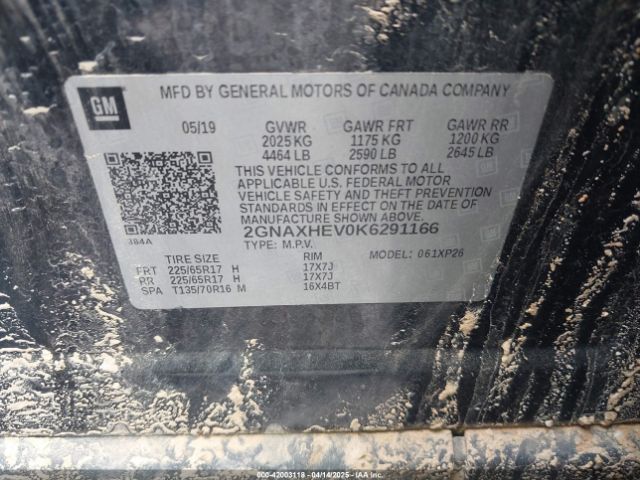 GM
MFD BY GENERAL MOTORS OF CANADA COMPANY
05/19 GVWR GAWR FRT GAWR RR
2025 KG 1175 KG 1200 KG
4464 LB 2590 LB 2645 LB
THIS VEHICLE CONFORMS TO ALL
APPLICABLE U.S. FEDERAL MOTOR
VEHICLE SAFETY AND THEFT PREVENTION
STANDARDS IN EFFECT ON THE DATE OF
MANUFACTURE SHOWN ABOVE.
384A 2GNAXHEV0K6291166
TYPE: M.P.V. MODEL: 061XP26
TIRE SIZE RIM
FRT 225/65R17 H 17X7J
RR 225/65R17 H 17X7J
SPA T135/70R16 M 16X4BT
000-42003118 - 04/14/2025 - IAA Inc.